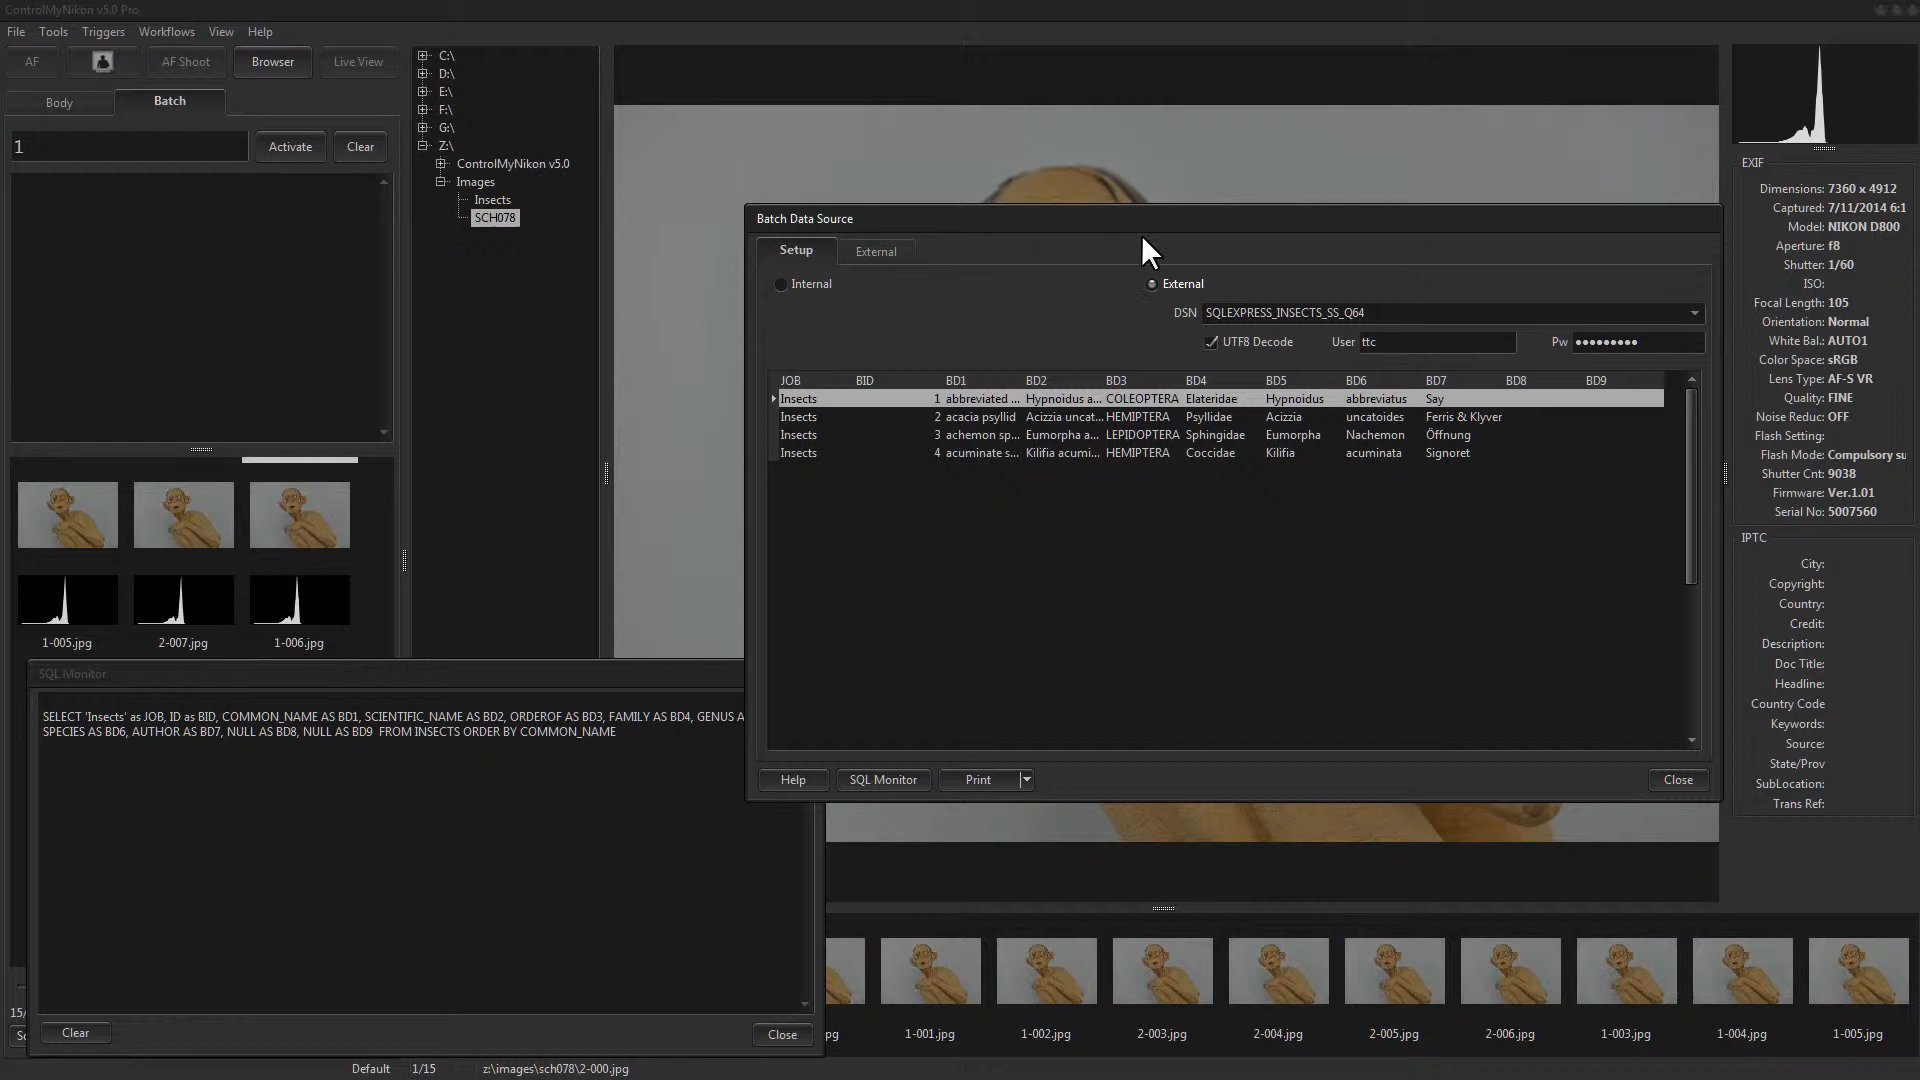 ControlMyNikon v5.0 Pro
File Tools Triggers Workflows View Help
AF AF Shoot Browser Live View
Body Batch
1 Activate Clear
1-005.jpg 2-007.jpg 1-006.jpg
C:\
D:\
E:\
F:\
G:\
Z:\
ControlMyNikon v5.0
Images
Insects
SCH078
Batch Data Source
Setup External
Internal External
DSN SQLEXPRESS_INSECTS_SS_Q64
UTF8 Decode User ttc Pw •••••••••
JOB BID BD1 BD2 BD3 BD4 BD5 BD6 BD7 BD8 BD9
Insects 1 abbreviated ... Hypnoidus a... COLEOPTERA Elateridae Hypnoidus abbreviatus Say
Insects 2 acacia psyllid Acizzia uncat... HEMIPTERA Psyllidae Acizzia uncatoides Ferris & Klyver
Insects 3 achemon sp... Eumorpha a... LEPIDOPTERA Sphingidae Eumorpha Nachemon Öffnung
Insects 4 acuminate s... Kilifia acumi... HEMIPTERA Coccidae Kilifia acuminata Signoret
Help SQL Monitor Print Close
SQL Monitor
SELECT 'Insects' as JOB, ID as BID, COMMON_NAME AS BD1, SCIENTIFIC_NAME AS BD2, ORDEROF AS BD3, FAMILY AS BD4, GENUS A
SPECIES AS BD6, AUTHOR AS BD7, NULL AS BD8, NULL AS BD9 FROM INSECTS ORDER BY COMMON_NAME
Clear Close
15/
EXIF
Dimensions: 7360 x 4912
Captured: 7/11/2014 6:1
Model: NIKON D800
Aperture: f8
Shutter: 1/60
ISO:
Focal Length: 105
Orientation: Normal
White Bal.: AUTO1
Color Space: sRGB
Lens Type: AF-S VR
Quality: FINE
Noise Reduc: OFF
Flash Setting:
Flash Mode: Compulsory su
Shutter Cnt: 9038
Firmware: Ver.1.01
Serial No: 5007560
IPTC
City:
Copyright:
Country:
Credit:
Description:
Doc Title:
Headline:
Country Code
Keywords:
Source:
State/Prov
SubLocation:
Trans Ref:
pg 1-001.jpg 1-002.jpg 2-003.jpg 2-004.jpg 2-005.jpg 2-006.jpg 1-003.jpg 1-004.jpg 1-005.jpg
Default 1/15 z:\images\sch078\2-000.jpg